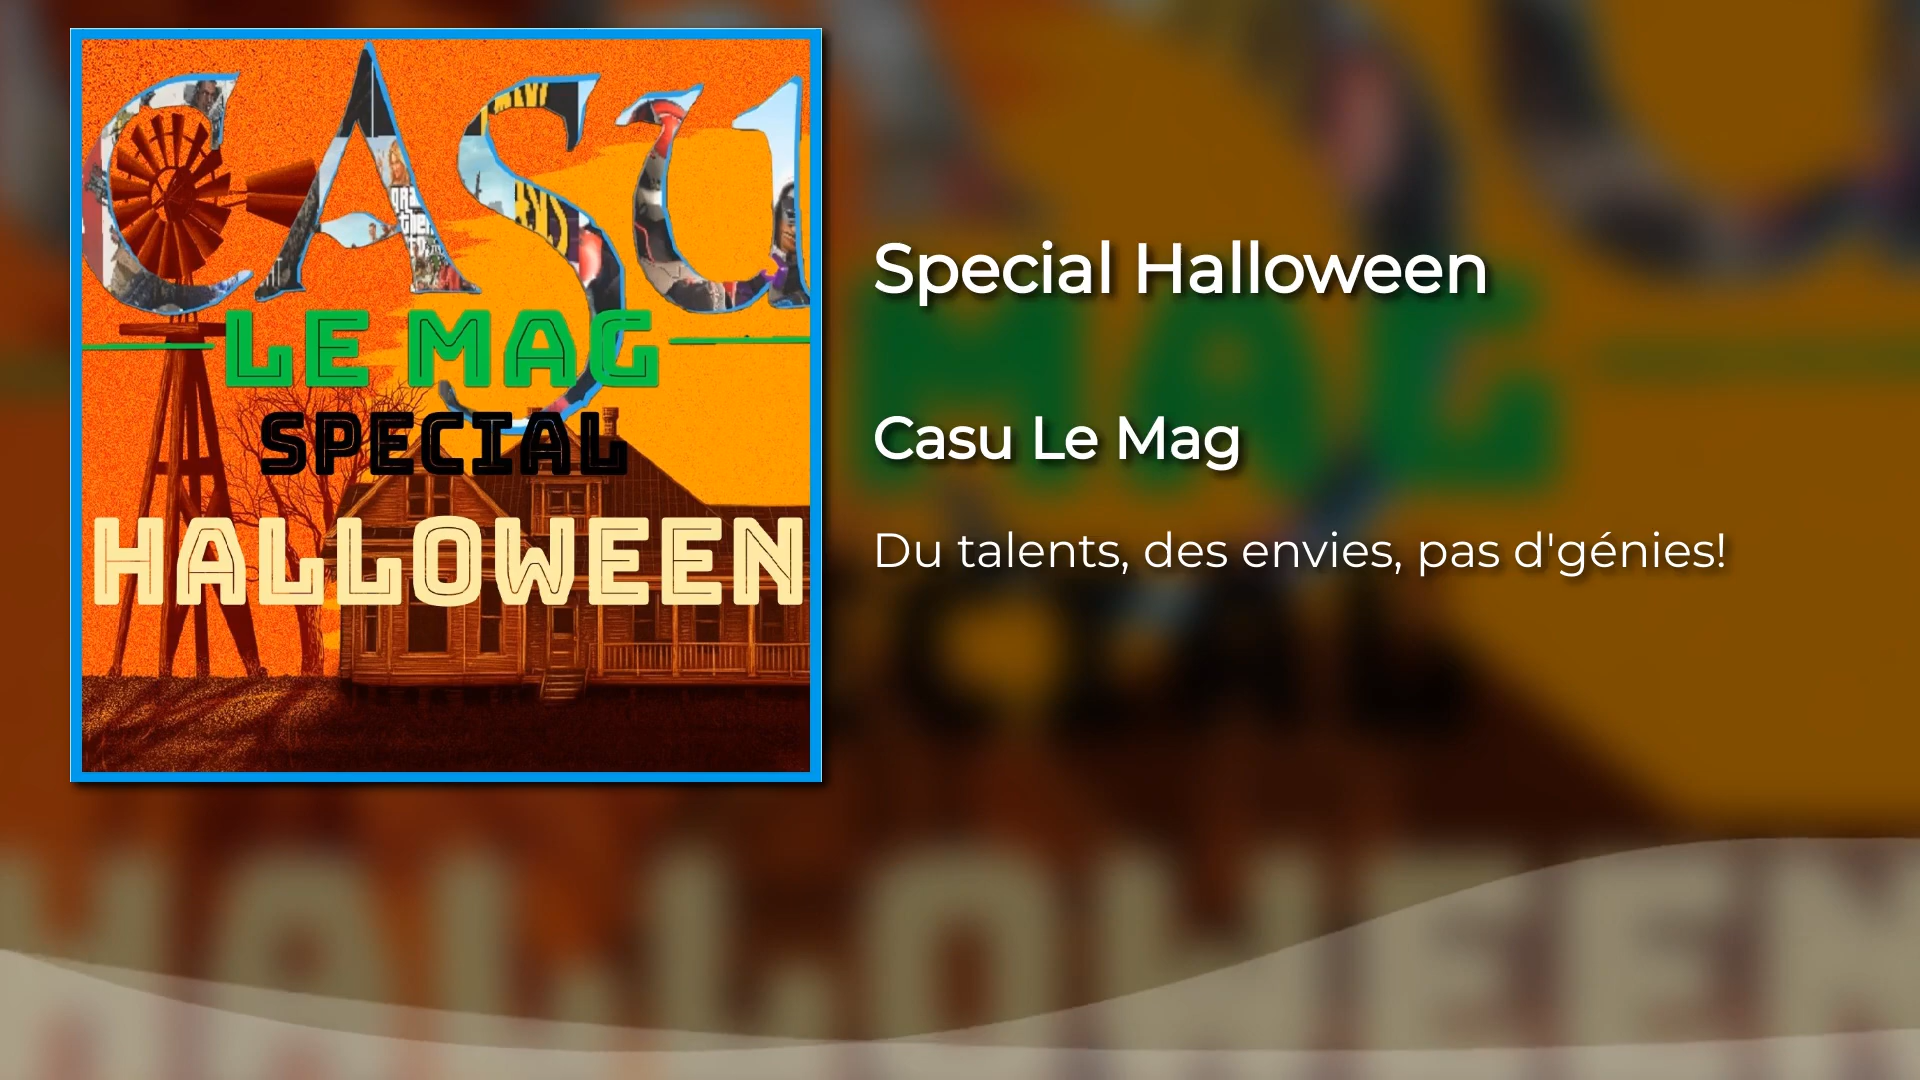 CASU
LE MAG
SPECIAL
HALLOWEEN
Special Halloween
Casu Le Mag
Du talents, des envies, pas d'génies!